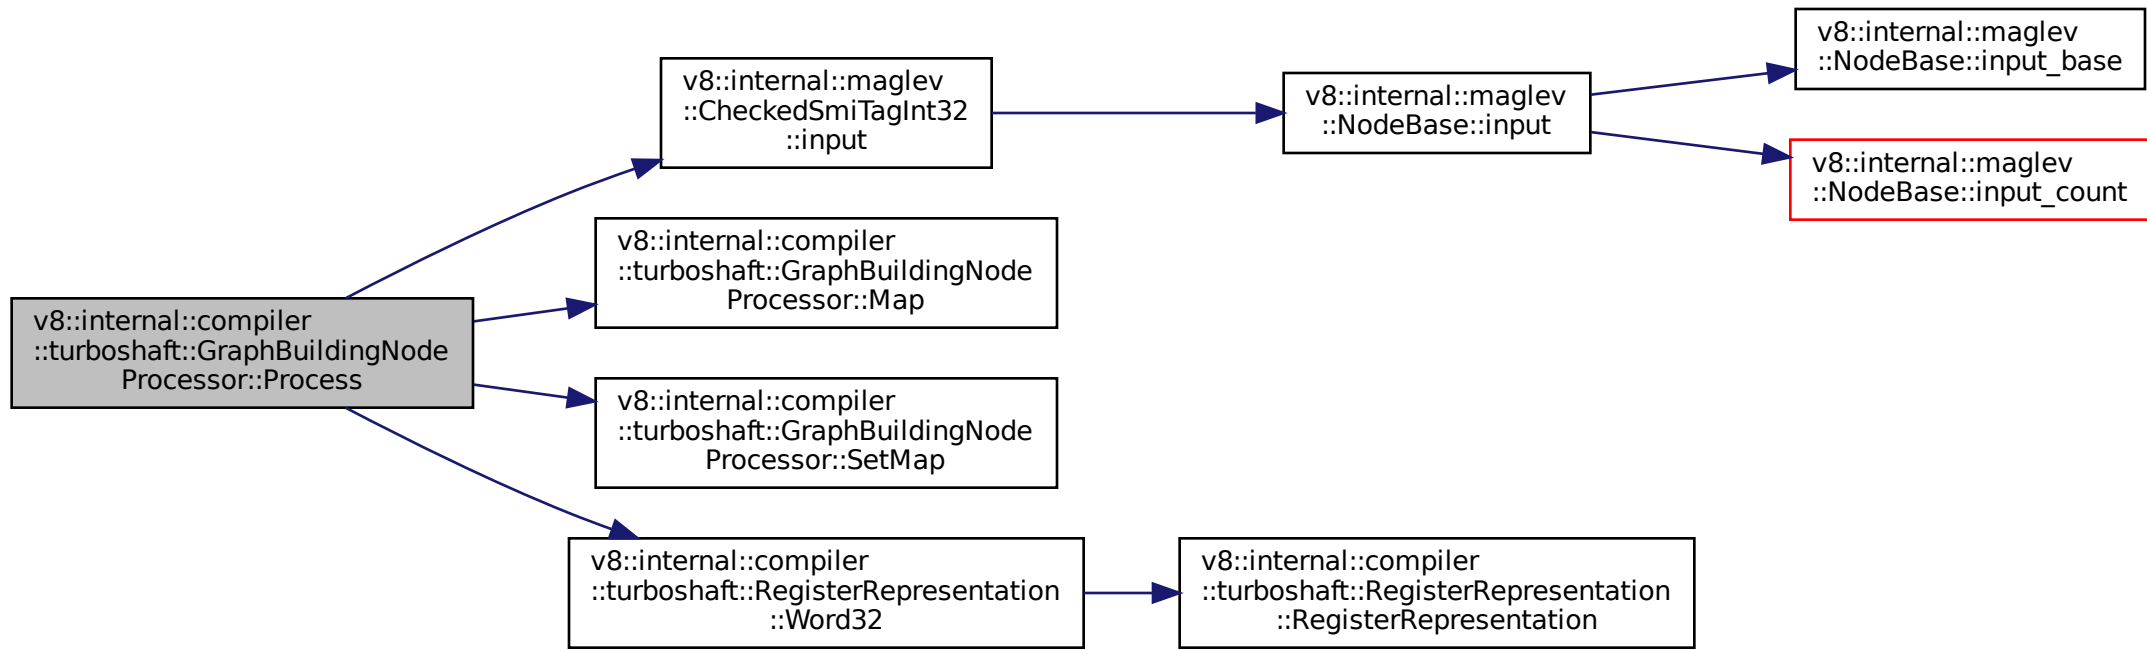 v8::internal::compiler
::turboshaft::GraphBuildingNode
Processor::Process
v8::internal::maglev
::CheckedSmiTagInt32
::input
v8::internal::maglev
::NodeBase::input
v8::internal::maglev
::NodeBase::input_base
v8::internal::maglev
::NodeBase::input_count
v8::internal::compiler
::turboshaft::GraphBuildingNode
Processor::Map
v8::internal::compiler
::turboshaft::GraphBuildingNode
Processor::SetMap
v8::internal::compiler
::turboshaft::RegisterRepresentation
::Word32
v8::internal::compiler
::turboshaft::RegisterRepresentation
::RegisterRepresentation